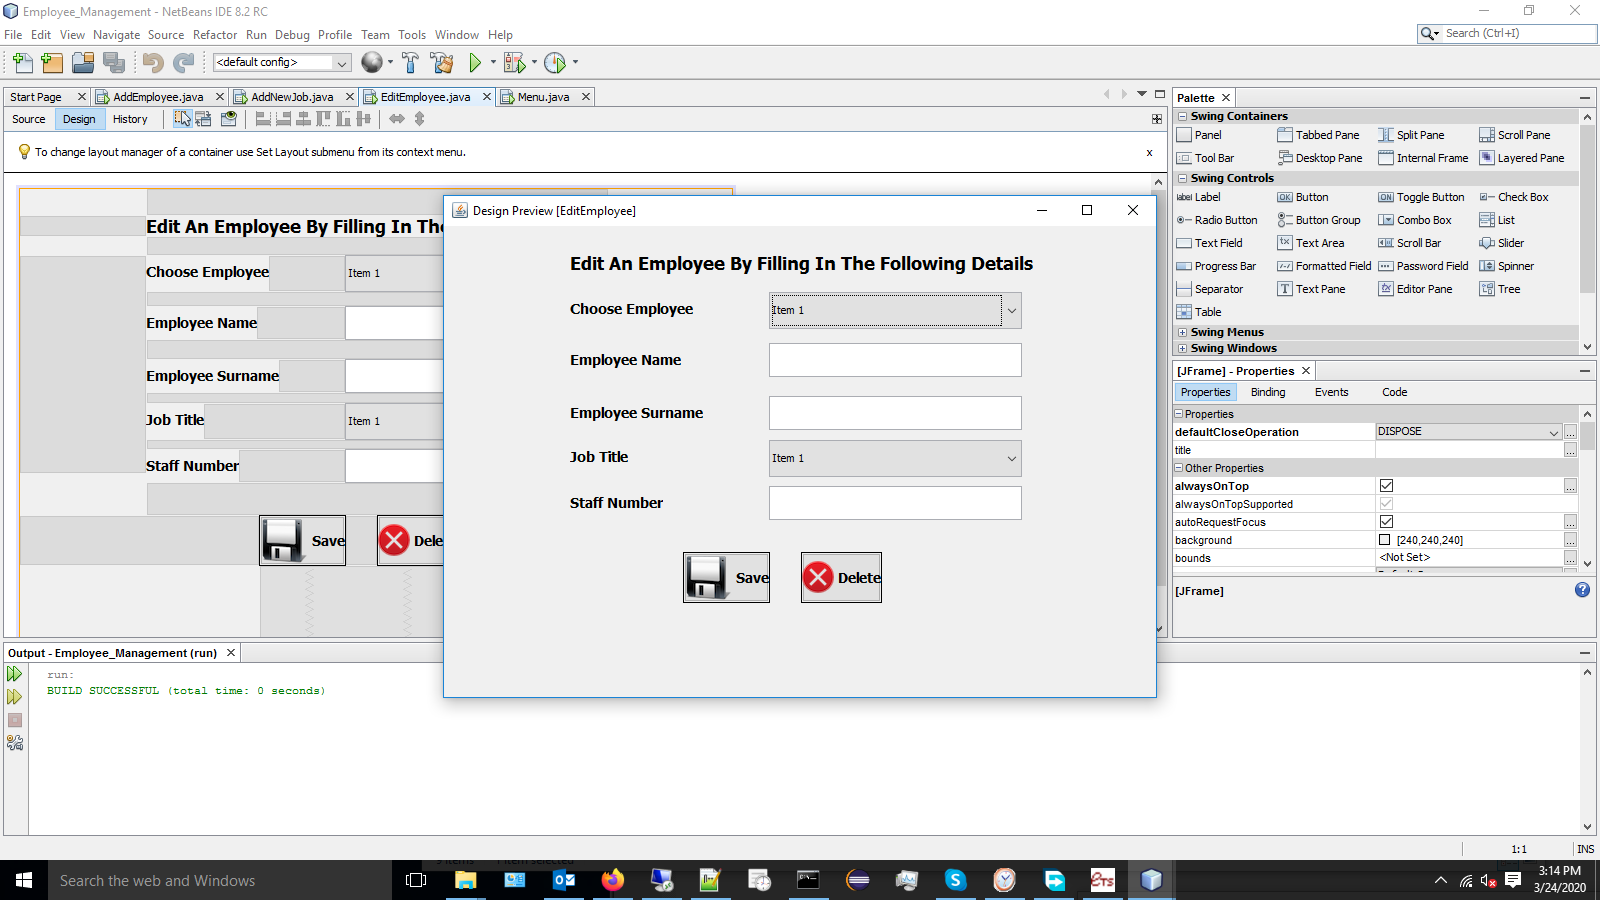 Employee_Management - NetBeans IDE 8.2 RC
File Edit View Navigate Source Refactor Run Debug Profile Team Tools Window Help
Search (Ctrl+I)
<default config>
Start Page AddEmployee.java AddNewJob.java EditEmployee.java Menu.java
Source Design History
To change layout manager of a container use Set Layout submenu from its context menu.
x
Edit An Employee By Filling In The
Choose Employee Item 1
Employee Name
Employee Surname
Job Title Item 1
Staff Number
Save
Design Preview [EditEmployee]
Edit An Employee By Filling In The Following Details
Choose Employee Item 1
Employee Name
Employee Surname
Job Title Item 1
Staff Number
Save Delete
Palette
Swing Containers
Panel Tabbed Pane Split Pane Scroll Pane
Tool Bar Desktop Pane Internal Frame Layered Pane
Swing Controls
Label Button Toggle Button Check Box
Radio Button Button Group Combo Box List
Text Field Text Area Scroll Bar Slider
Progress Bar Formatted Field Password Field Spinner
Separator Text Pane Editor Pane Tree
Table
Swing Menus
Swing Windows
[JFrame] - Properties
Properties Binding Events Code
Properties
defaultCloseOperation DISPOSE
title
Other Properties
alwaysOnTop
alwaysOnTopSupported
autoRequestFocus
background [240,240,240]
bounds <Not Set>
[JFrame]
Output - Employee_Management (run)
run:
BUILD SUCCESSFUL (total time: 0 seconds)
1:1 INS
Search the web and Windows
3:14 PM
3/24/2020